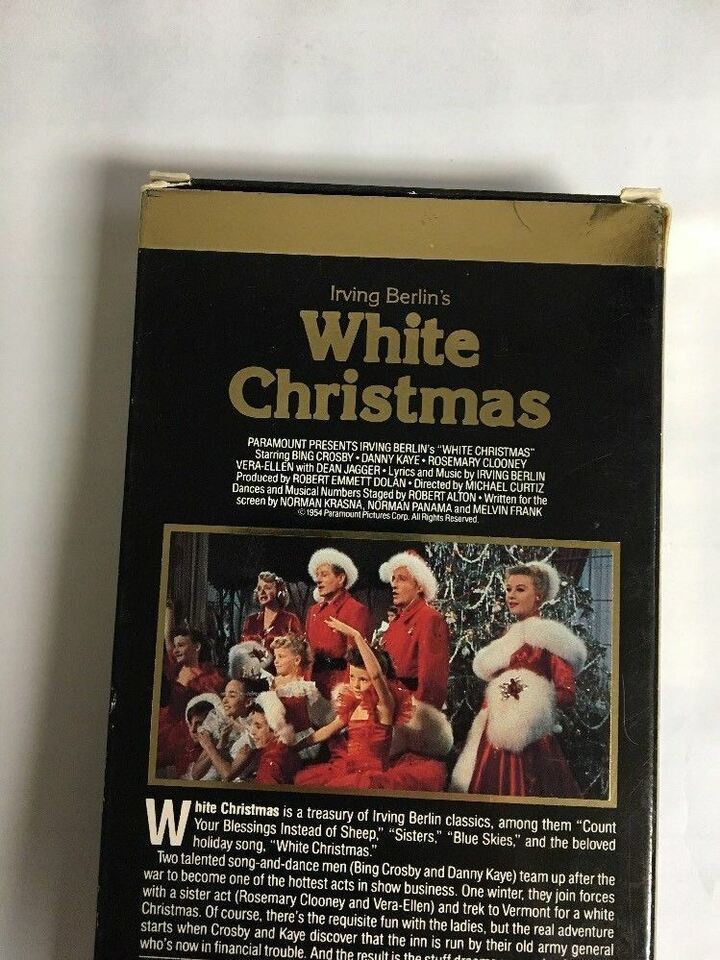 Irving Berlin's
White
Christmas
PARAMOUNT PRESENTS IRVING BERLIN's "WHITE CHRISTMAS"
Starring BING CROSBY • DANNY KAYE • ROSEMARY CLOONEY
VERA-ELLEN with DEAN JAGGER • Lyrics and Music by IRVING BERLIN
Produced by ROBERT EMMETT DOLAN • Directed by MICHAEL CURTIZ
Dances and Musical Numbers Staged by ROBERT ALTON • Written for the
screen by NORMAN KRASNA, NORMAN PANAMA and MELVIN FRANK
© 1954 Paramount Pictures Corp. All Rights Reserved.
White Christmas is a treasury of Irving Berlin classics, among them "Count
Your Blessings Instead of Sheep," "Sisters," "Blue Skies," and the beloved
holiday song, "White Christmas."
Two talented song-and-dance men (Bing Crosby and Danny Kaye) team up after the
war to become one of the hottest acts in show business. One winter, they join forces
with a sister act (Rosemary Clooney and Vera-Ellen) and trek to Vermont for a white
Christmas. Of course, there's the requisite fun with the ladies, but the real adventure
starts when Crosby and Kaye discover that the inn is run by their old army general
who's now in financial trouble. And the result is the stuff